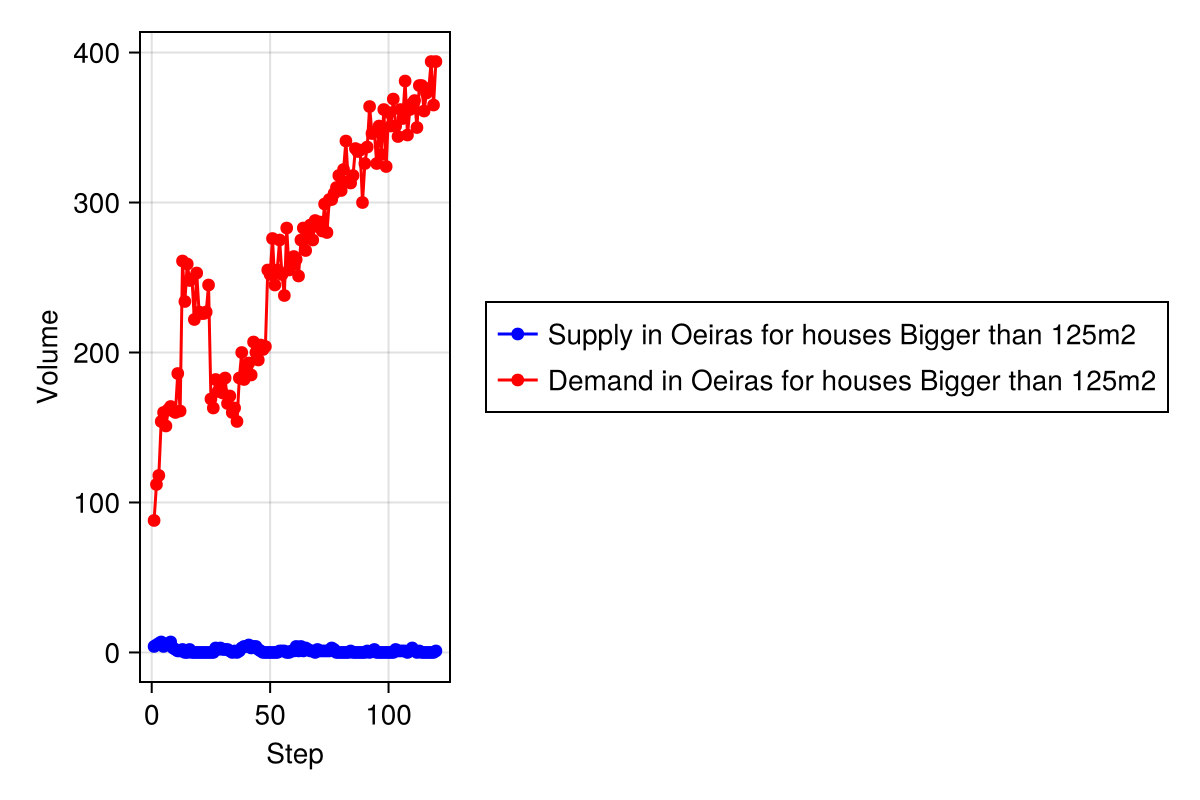 400
300
200
100
0
Volume
0 50 100
Step
Supply in Oeiras for houses Bigger than 125m2
Demand in Oeiras for houses Bigger than 125m2